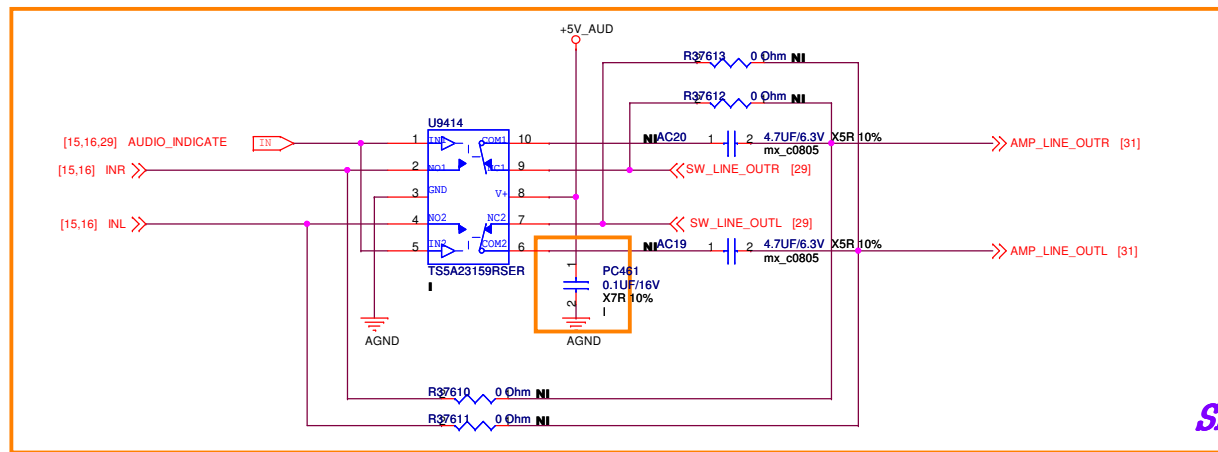 +5V_AUD
R37613 0 Ohm NI
R37612 0 Ohm NI
U9414
[15,16,29] AUDIO_INDICATE IN 1 IN1 COM1 10 NI AC20 1 2 4.7UF/6.3V X5R 10% AMP_LINE_OUTR [31]
mx_c0805
[15,16] INR 2 NO1 NC1 9 SW_LINE_OUTR [29]
3 GND V+ 8
[15,16] INL 4 NO2 NC2 7 SW_LINE_OUTL [29]
5 IN2 COM2 6 NI AC19 1 2 4.7UF/6.3V X5R 10% AMP_LINE_OUTL [31]
mx_c0805
TS5A23159RSER
I
1 PC461
0.1UF/16V
2 X7R 10%
I
AGND AGND
R37610 0 Ohm NI
R37611 0 Ohm NI